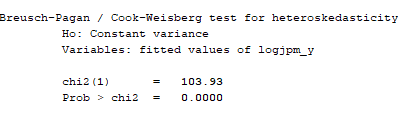 Breusch-Pagan / Cook-Weisberg test for heteroskedasticity
Ho: Constant variance
Variables: fitted values of logjpm_y
chi2(1) = 103.93
Prob > chi2 = 0.0000